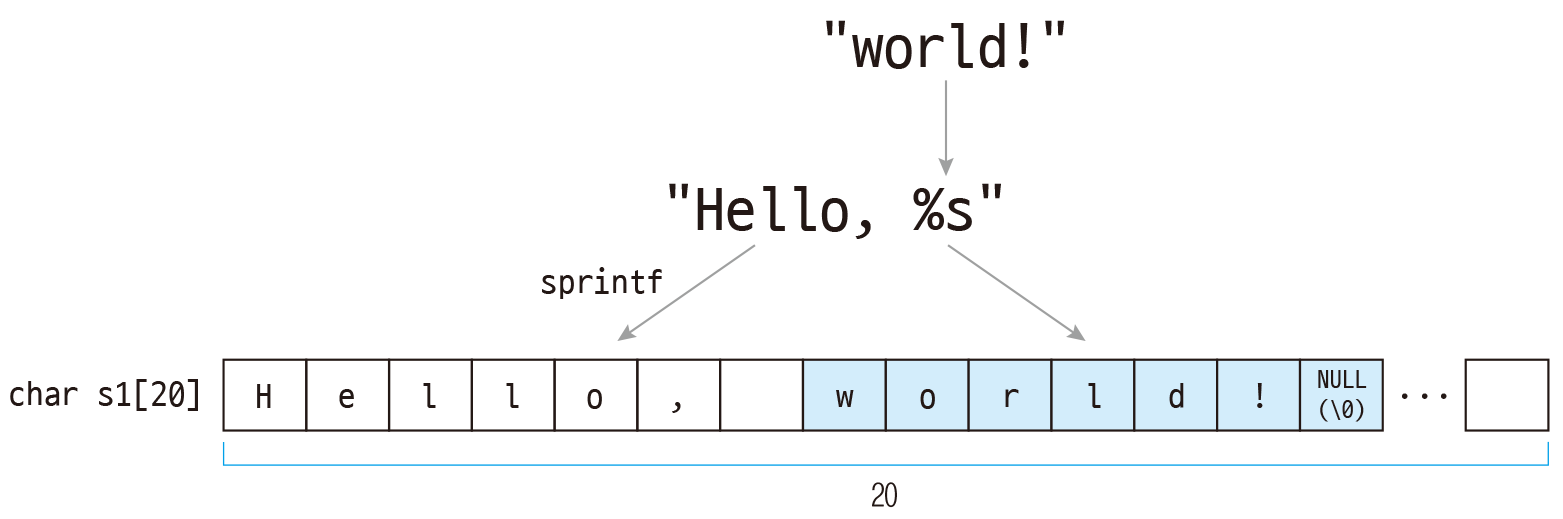 "world!"
"Hello, %s"
sprintf
char s1[20] H e l l o , w o r l d ! NULL (\0) ...
20